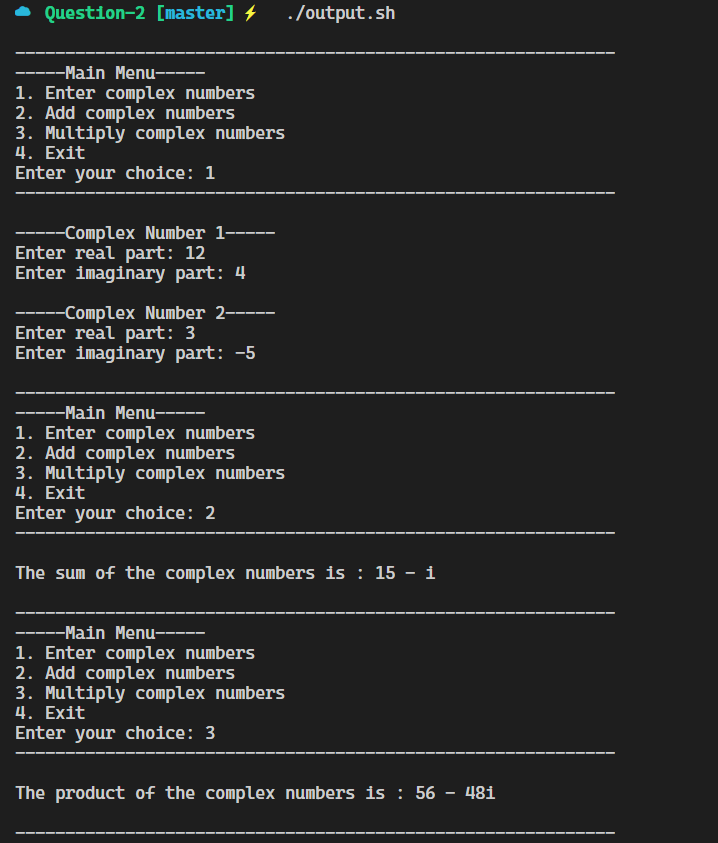 Question-2 [master] ⚡ ./output.sh
------------------------------------------------------------
-----Main Menu-----
1. Enter complex numbers
2. Add complex numbers
3. Multiply complex numbers
4. Exit
Enter your choice: 1
------------------------------------------------------------
-----Complex Number 1-----
Enter real part: 12
Enter imaginary part: 4
-----Complex Number 2-----
Enter real part: 3
Enter imaginary part: -5
------------------------------------------------------------
-----Main Menu-----
1. Enter complex numbers
2. Add complex numbers
3. Multiply complex numbers
4. Exit
Enter your choice: 2
------------------------------------------------------------
The sum of the complex numbers is : 15 - i
------------------------------------------------------------
-----Main Menu-----
1. Enter complex numbers
2. Add complex numbers
3. Multiply complex numbers
4. Exit
Enter your choice: 3
------------------------------------------------------------
The product of the complex numbers is : 56 - 48i
------------------------------------------------------------